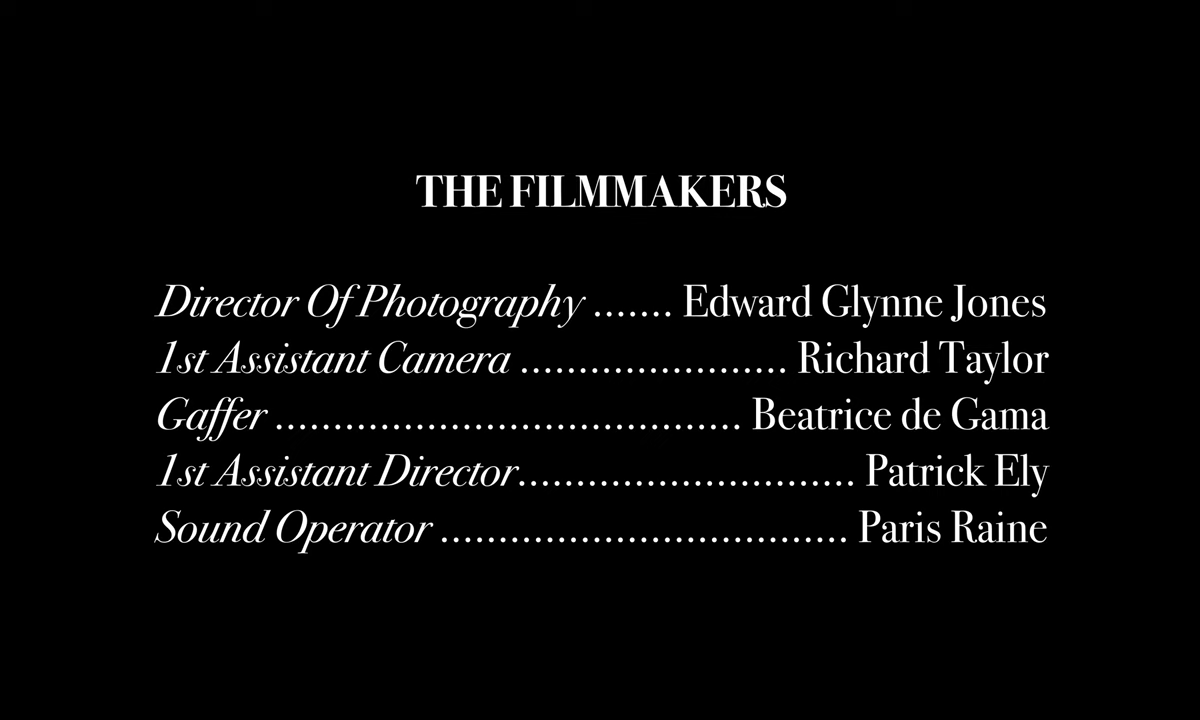 THE FILMMAKERS
Director Of Photography ....... Edward Glynne Jones
1st Assistant Camera ....................... Richard Taylor
Gaffer ........................................ Beatrice de Gama
1st Assistant Director............................. Patrick Ely
Sound Operator ................................... Paris Raine